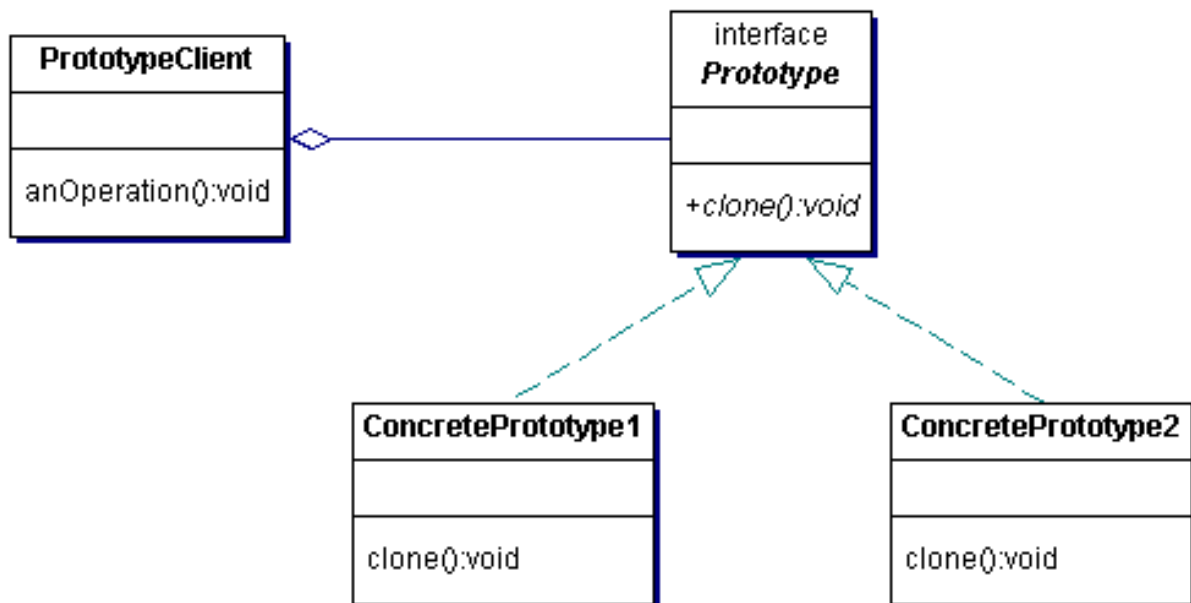 PrototypeClient
anOperation():void
interface
Prototype
+clone():void
ConcretePrototype1
clone():void
ConcretePrototype2
clone():void